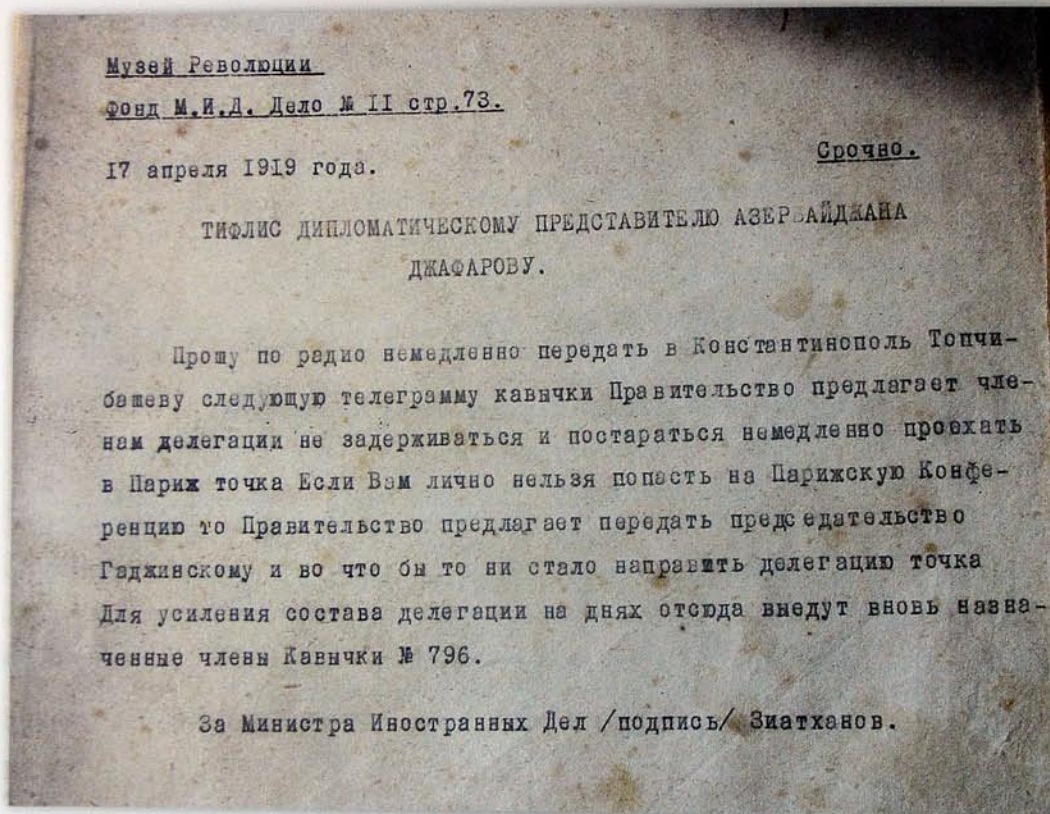 Музей Революции
Фонд М.И.Д. Дело № II стр.73.
Срочно.
17 апреля 1919 года.
ТИФЛИС ДИПЛОМАТИЧЕСКОМУ ПРЕДСТАВИТЕЛЮ АЗЕРБАЙДЖАНА
ДЖАФАРОВУ.
Прошу по радио немедленно передать в Константинополь Топчи-
башеву следующую телеграмму кавычки Правительство предлагает чле-
нам делегации не задерживаться и постараться немедленно проехать
в Париж точка Если Вам лично нельзя попасть на Парижскую Конфе-
ренцию то Правительство предлагает передать председательство
Гаджинскому и во что бы то ни стало направить делегацию точка
Для усиления состава делегации на днях отсюда выедут вновь назна-
ченные члены Кавычки № 796.
За Министра Иностранных Дел /подпись/ Зиатханов.